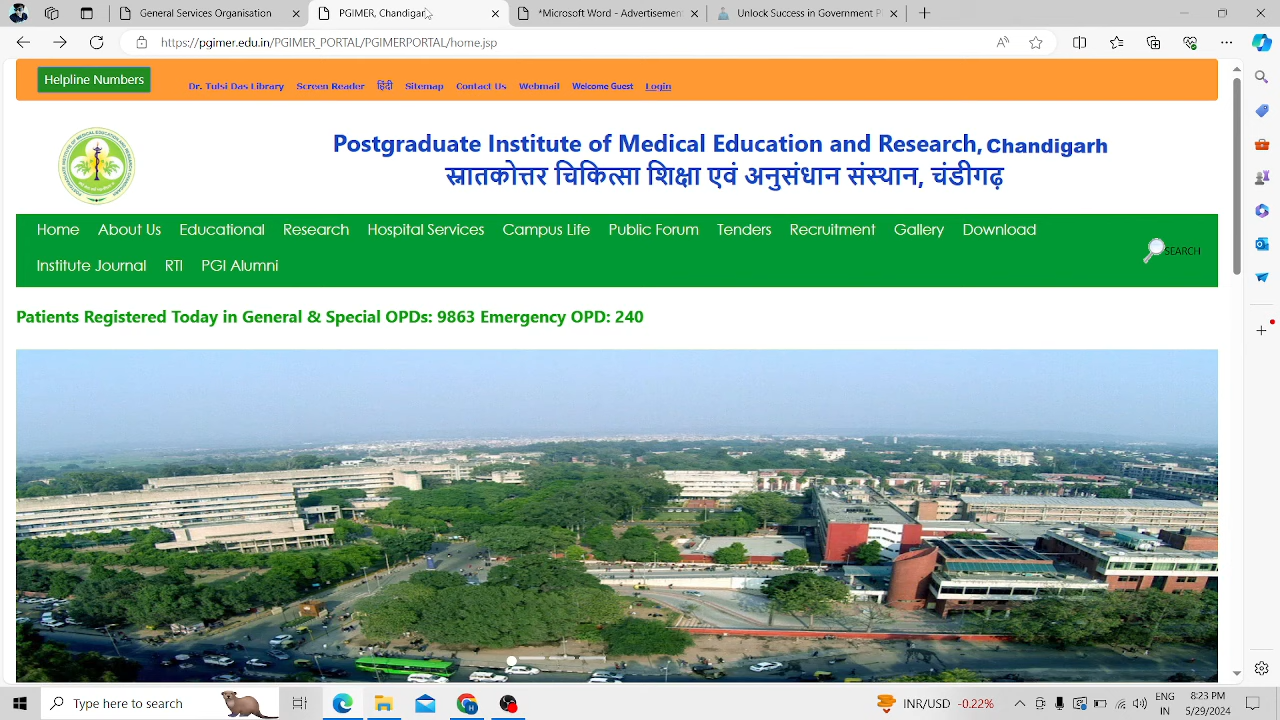 General Services Organisation
PGIMER
*Microsoft Word - Advertisement
Unlock Success in Government P
https://pgimer.edu.in/PGIMER_PORTAL/PGIMERPORTAL/home.jsp
Helpline Numbers
Dr. Tulsi Das Library Screen Reader हिंदी Sitemap Contact Us Webmail Welcome Guest Login
Postgraduate Institute of Medical Education and Research, Chandigarh
स्नातकोत्तर चिकित्सा शिक्षा एवं अनुसंधान संस्थान, चंडीगढ़
Home About Us Educational Research Hospital Services Campus Life Public Forum Tenders Recruitment Gallery Download
SEARCH
Institute Journal RTI PGI Alumni
Patients Registered Today in General & Special OPDs: 9863 Emergency OPD: 240
Type here to search
INR/USD -0.22%
ENG
IN
8:23 PM
5/29/2024